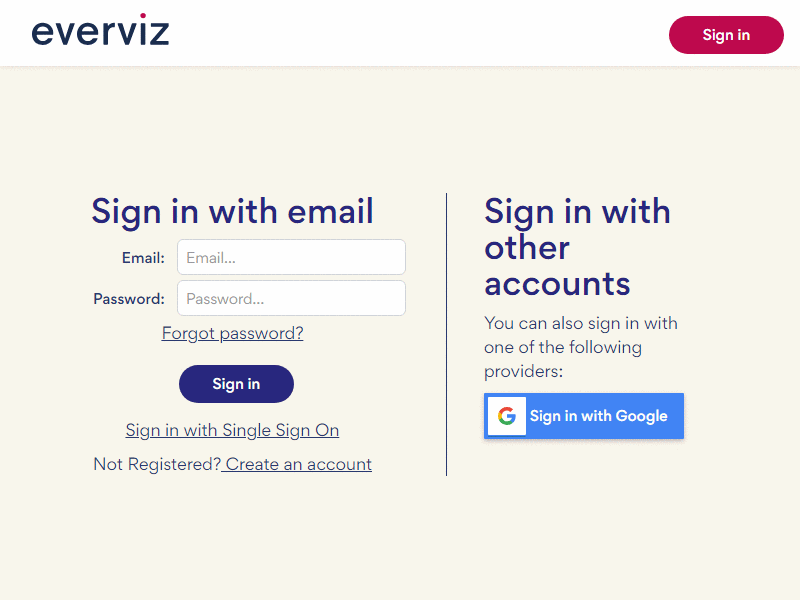 everviz
Sign in
Sign in with email
Email:
Email...
Password:
Password...
Forgot password?
Sign in
Sign in with Single Sign On
Not Registered? Create an account
Sign in with
other
accounts
You can also sign in with
one of the following
providers:
Sign in with Google